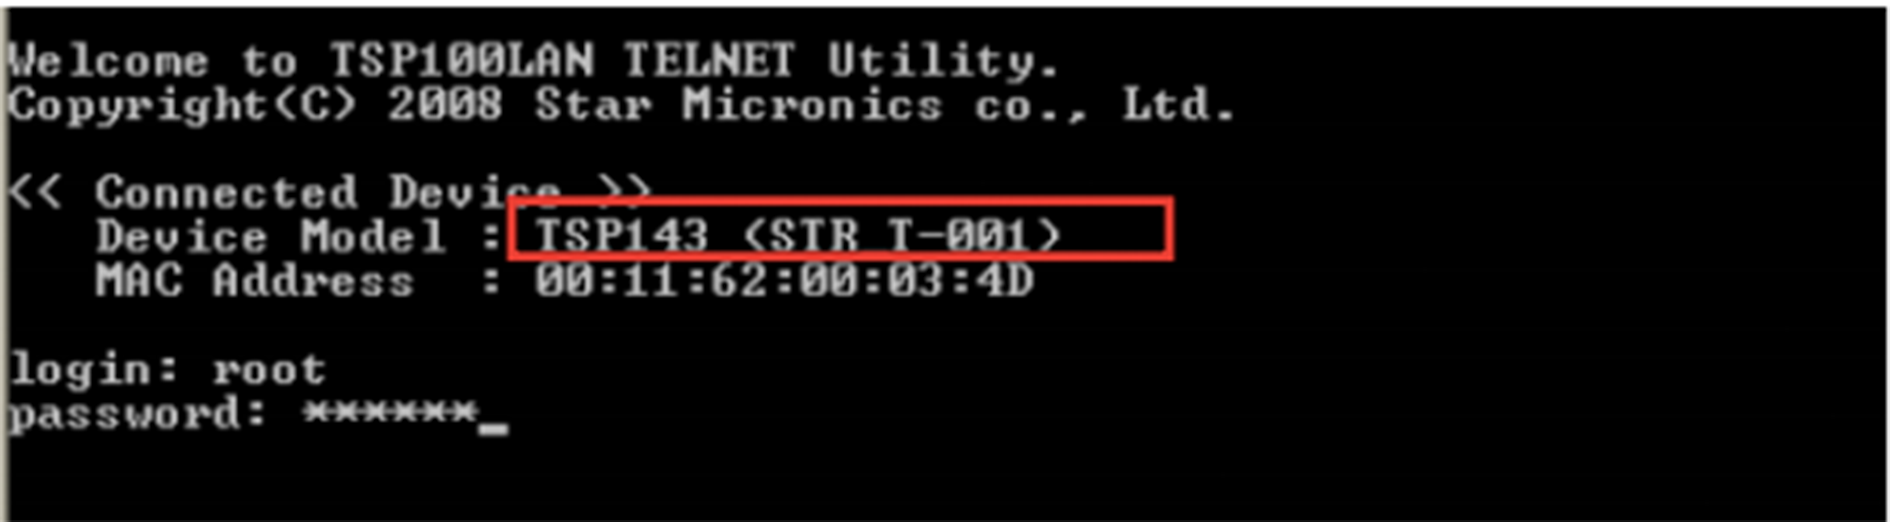 Welcome to TSP100LAN TELNET Utility.
Copyright(C) 2008 Star Micronics co., Ltd.
<< Connected Device >>
Device Model : TSP143 (STR T-001)
MAC Address : 00:11:62:00:03:4D
login: root
password: ******_